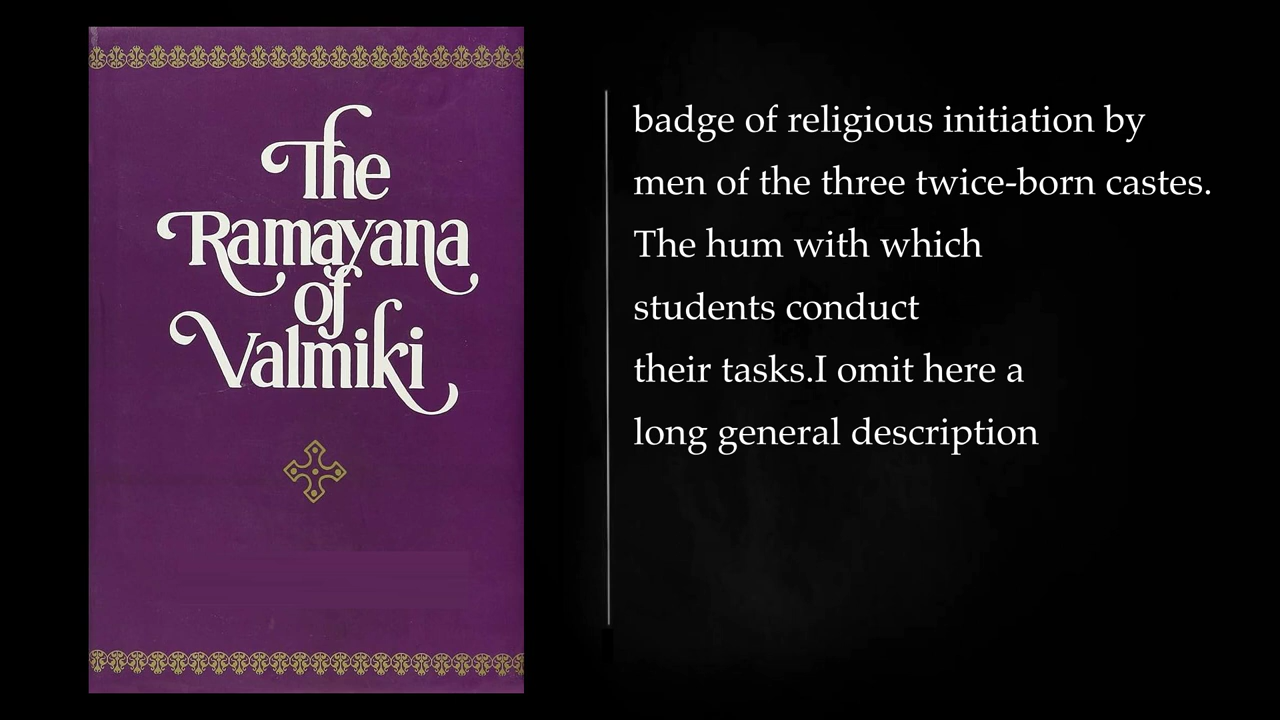 The
Ramayana
of
Valmiki
badge of religious initiation by
men of the three twice-born castes.
The hum with which
students conduct
their tasks.I omit here a
long general description